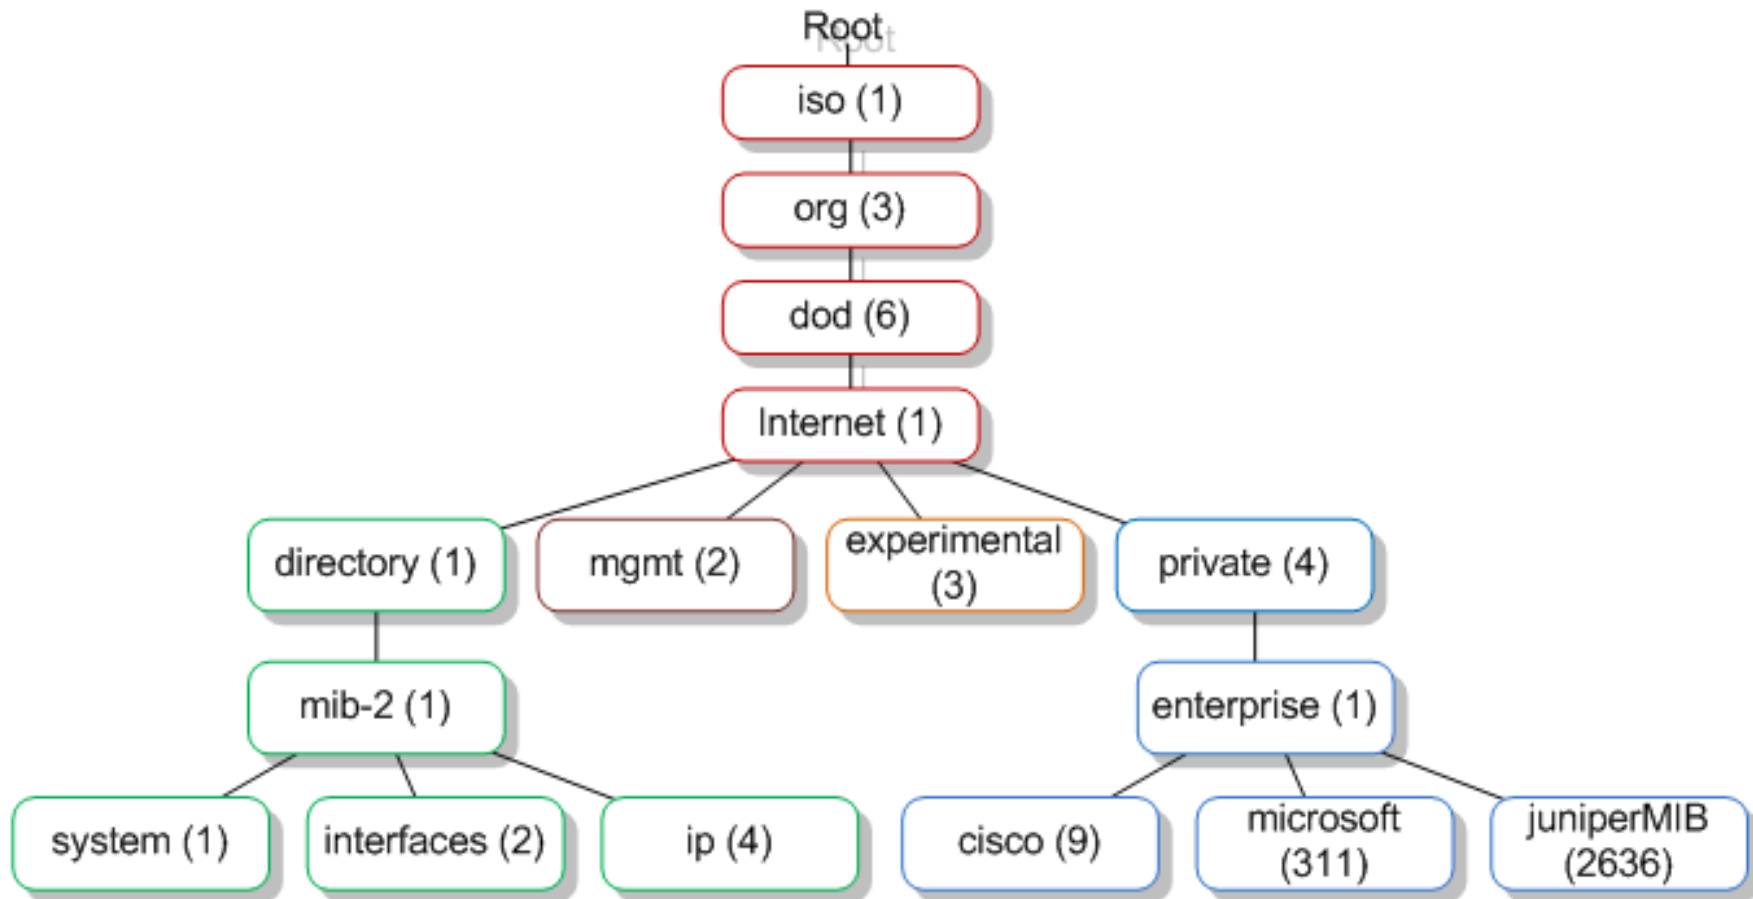 Root
iso (1)
org (3)
dod (6)
Internet (1)
directory (1)
mgmt (2)
experimental
(3)
private (4)
mib-2 (1)
enterprise (1)
system (1)
interfaces (2)
ip (4)
cisco (9)
microsoft
(311)
juniperMIB
(2636)